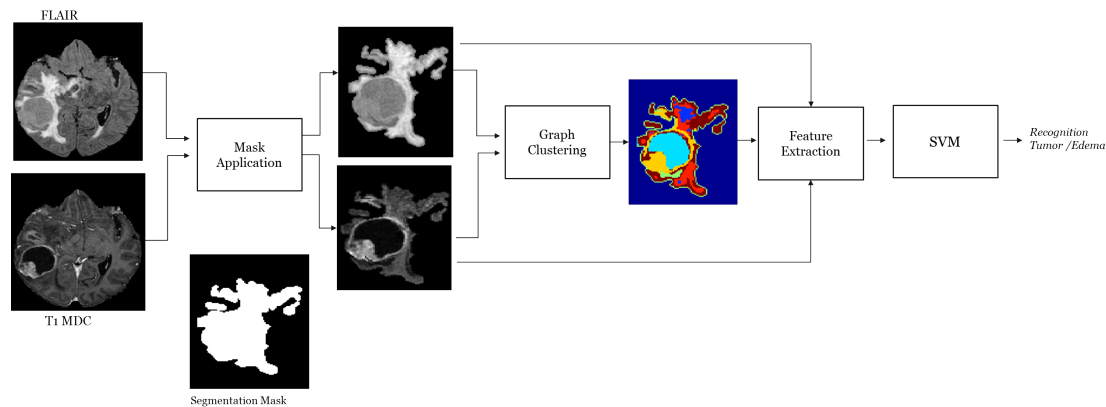 FLAIR
Mask
Application
Graph
Clustering
Feature
Extraction
SVM
Recognition
Tumor /Edema
T1 MDC
Segmentation Mask